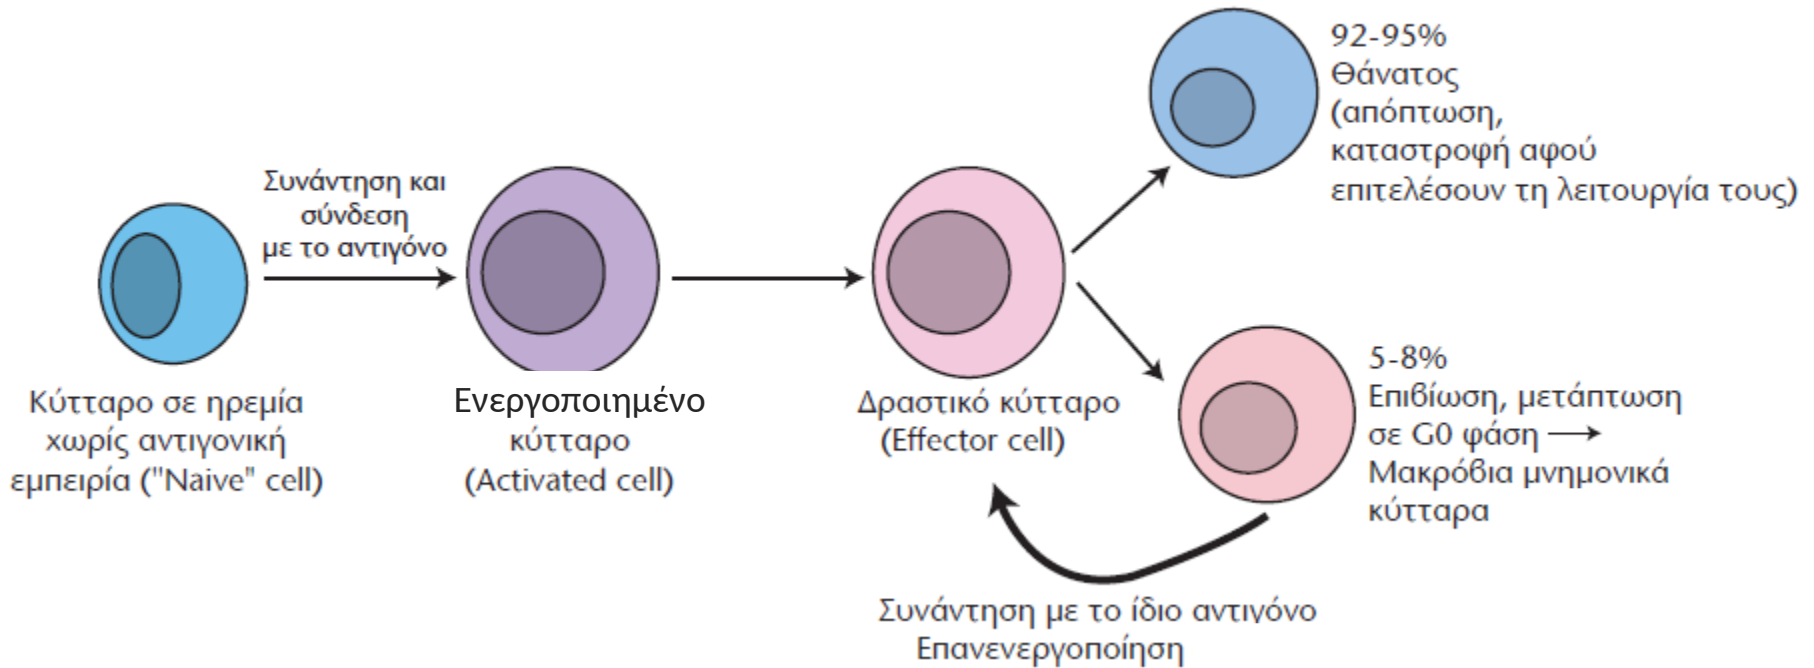 92-95%
Θάνατος
(απόπτωση,
καταστροφή αφού
επιτελέσουν τη λειτουργία τους)
Συνάντηση και
σύνδεση
με το αντιγόνο
Κύτταρο σε ηρεμία
χωρίς αντιγονική
εμπειρία ("Naive" cell)
Ενεργοποιημένο
κύτταρο
(Activated cell)
Δραστικό κύτταρο
(Effector cell)
5-8%
Επιβίωση, μετάπτωση
σε G0 φάση →
Μακρόβια μνημονικά
κύτταρα
Συνάντηση με το ίδιο αντιγόνο
Επανενεργοποίηση